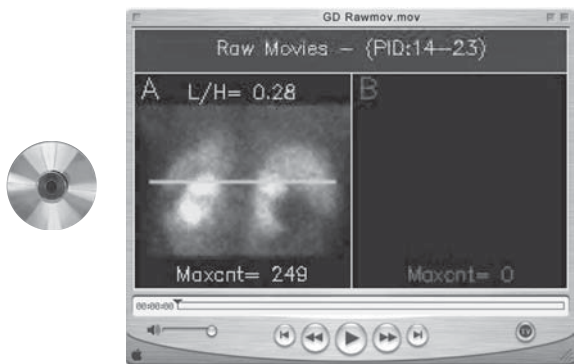 GD Rawmov.mov
Raw Movies - (PID:14-23)
A L/H= 0.28
B
Maxcnt= 249
Maxcnt= 0
00:00:00